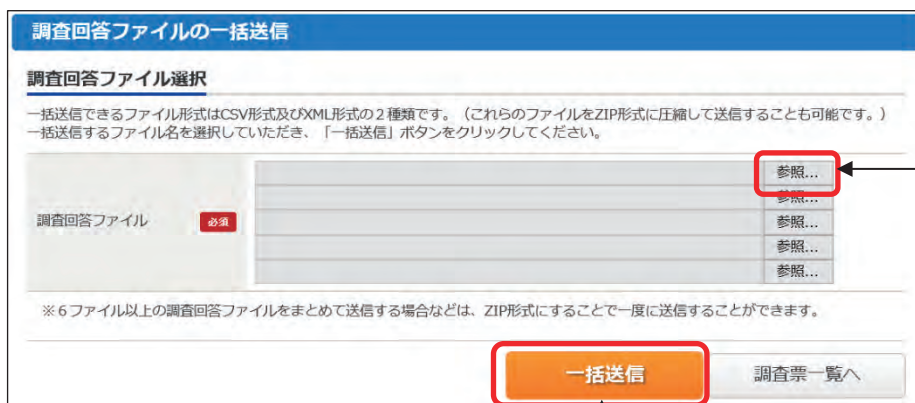 調査回答ファイルの一括送信
調査回答ファイル選択
一括送信できるファイル形式はCSV形式及びXML形式の２種類です。（これらのファイルをZIP形式に圧縮して送信することも可能です。）
一括送信するファイル名を選択していただき、「一括送信」ボタンをクリックしてください。
参照...
参照...
調査回答ファイル 必須 参照...
参照...
参照...
※６ファイル以上の調査回答ファイルをまとめて送信する場合などは、ZIP形式にすることで一度に送信することができます。
一括送信 調査票一覧へ